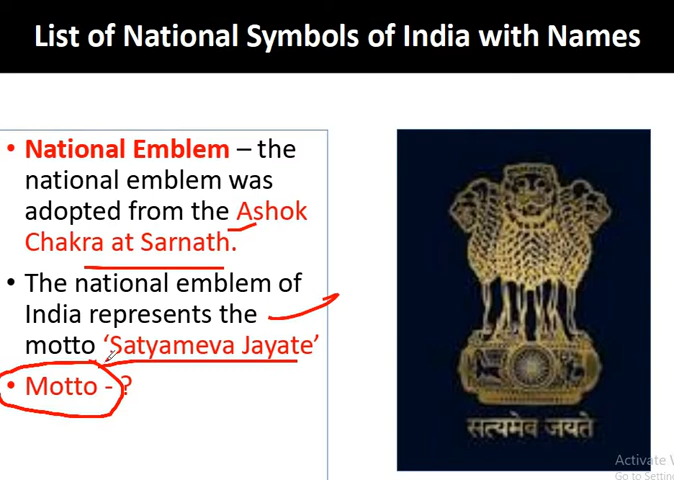 List of National Symbols of India with Names
• National Emblem – the
national emblem was
adopted from the Ashok
Chakra at Sarnath.
• The national emblem of
India represents the
motto ‘Satyameva Jayate’
• Motto - ?
सत्यमेव जयते
Activate
Go to Settin